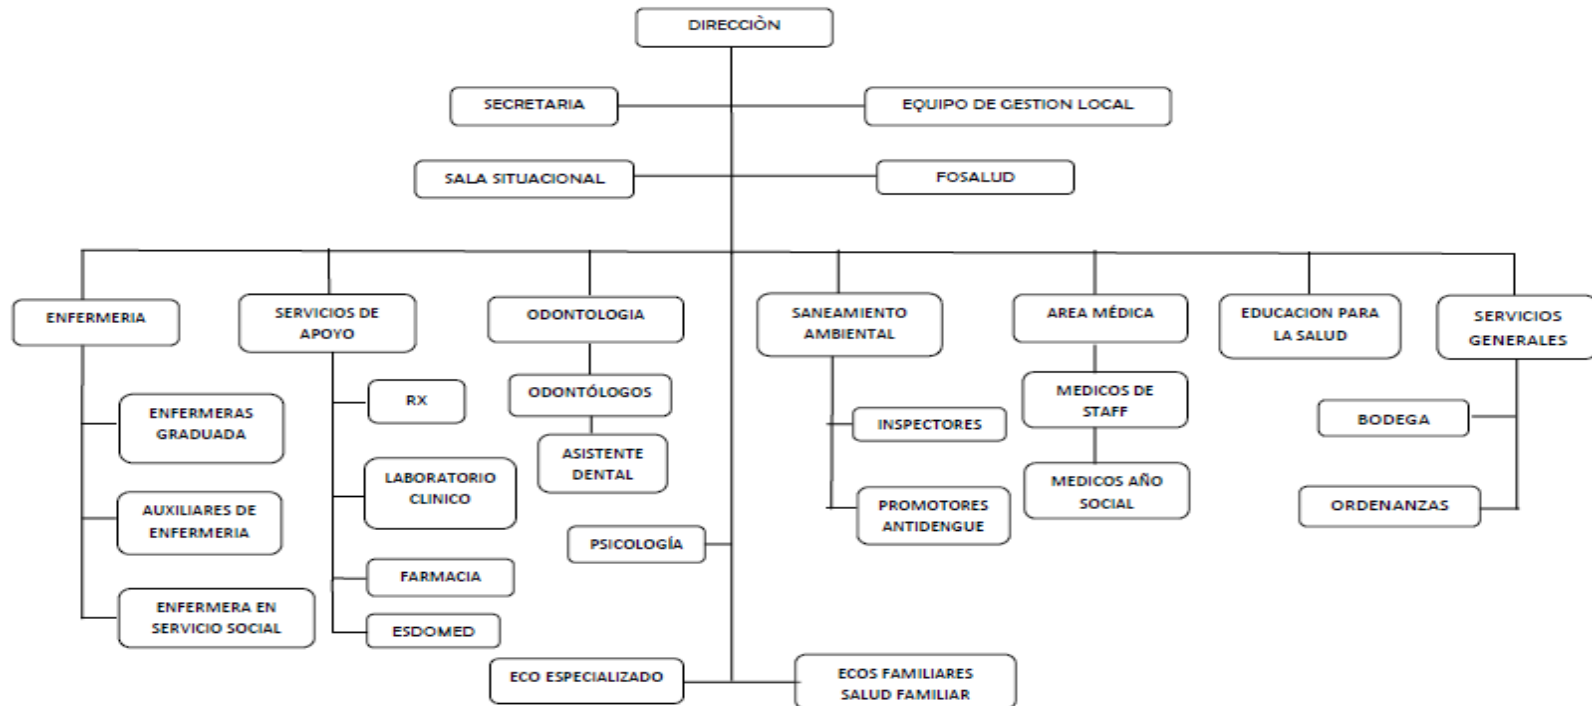 DIRECCIÒN
SECRETARIA
EQUIPO DE GESTION LOCAL
SALA SITUACIONAL
FOSALUD
ENFERMERIA
SERVICIOS DE
APOYO
ODONTOLOGIA
SANEAMIENTO
AMBIENTAL
AREA MÉDICA
EDUCACION PARA
LA SALUD
SERVICIOS
GENERALES
ENFERMERAS
GRADUADA
AUXILIARES DE
ENFERMERIA
ENFERMERA EN
SERVICIO SOCIAL
RX
LABORATORIO
CLINICO
FARMACIA
ESDOMED
ODONTÓLOGOS
ASISTENTE
DENTAL
PSICOLOGÍA
INSPECTORES
PROMOTORES
ANTIDENGUE
MEDICOS DE
STAFF
MEDICOS AÑO
SOCIAL
BODEGA
ORDENANZAS
ECO ESPECIALIZADO
ECOS FAMILIARES
SALUD FAMILIAR